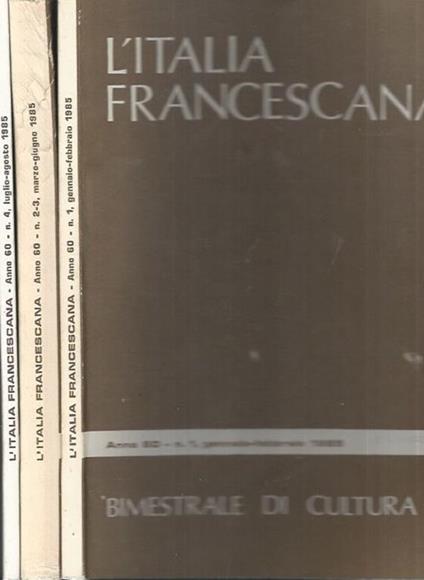 L'ITALIA FRANCESCANA - Anno 60 - n. 4, luglio-agosto 1985
L'ITALIA FRANCESCANA - Anno 60 - n. 2-3, marzo-giugno 1985
L'ITALIA FRANCESCANA - Anno 60 - n. 1, gennaio-febbraio 1985
L'ITALIA
FRANCESCANA
Anno 60 - n. 1, gennaio-febbraio 1985
BIMESTRALE DI CULTURA